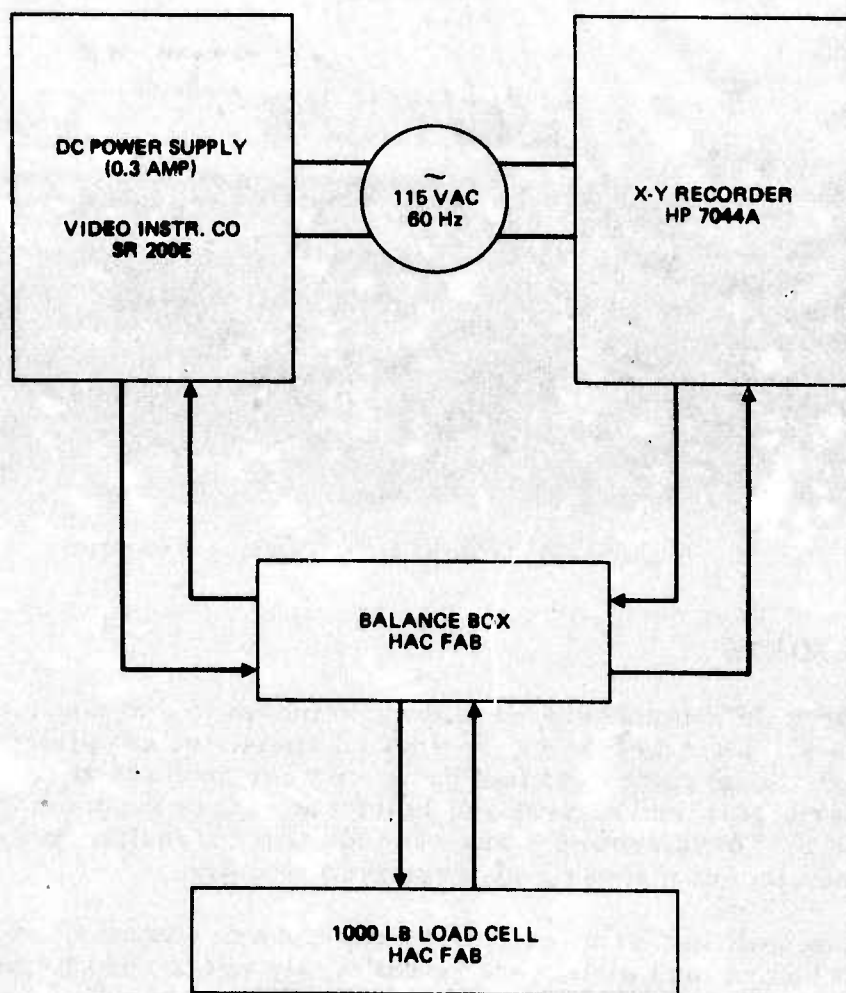 DC POWER SUPPLY
(0.3 AMP)
VIDEO INSTR. CO
SR 200E
~
115 VAC
60 Hz
X-Y RECORDER
HP 7044A
BALANCE BOX
HAC FAB
1000 LB LOAD CELL
HAC FAB